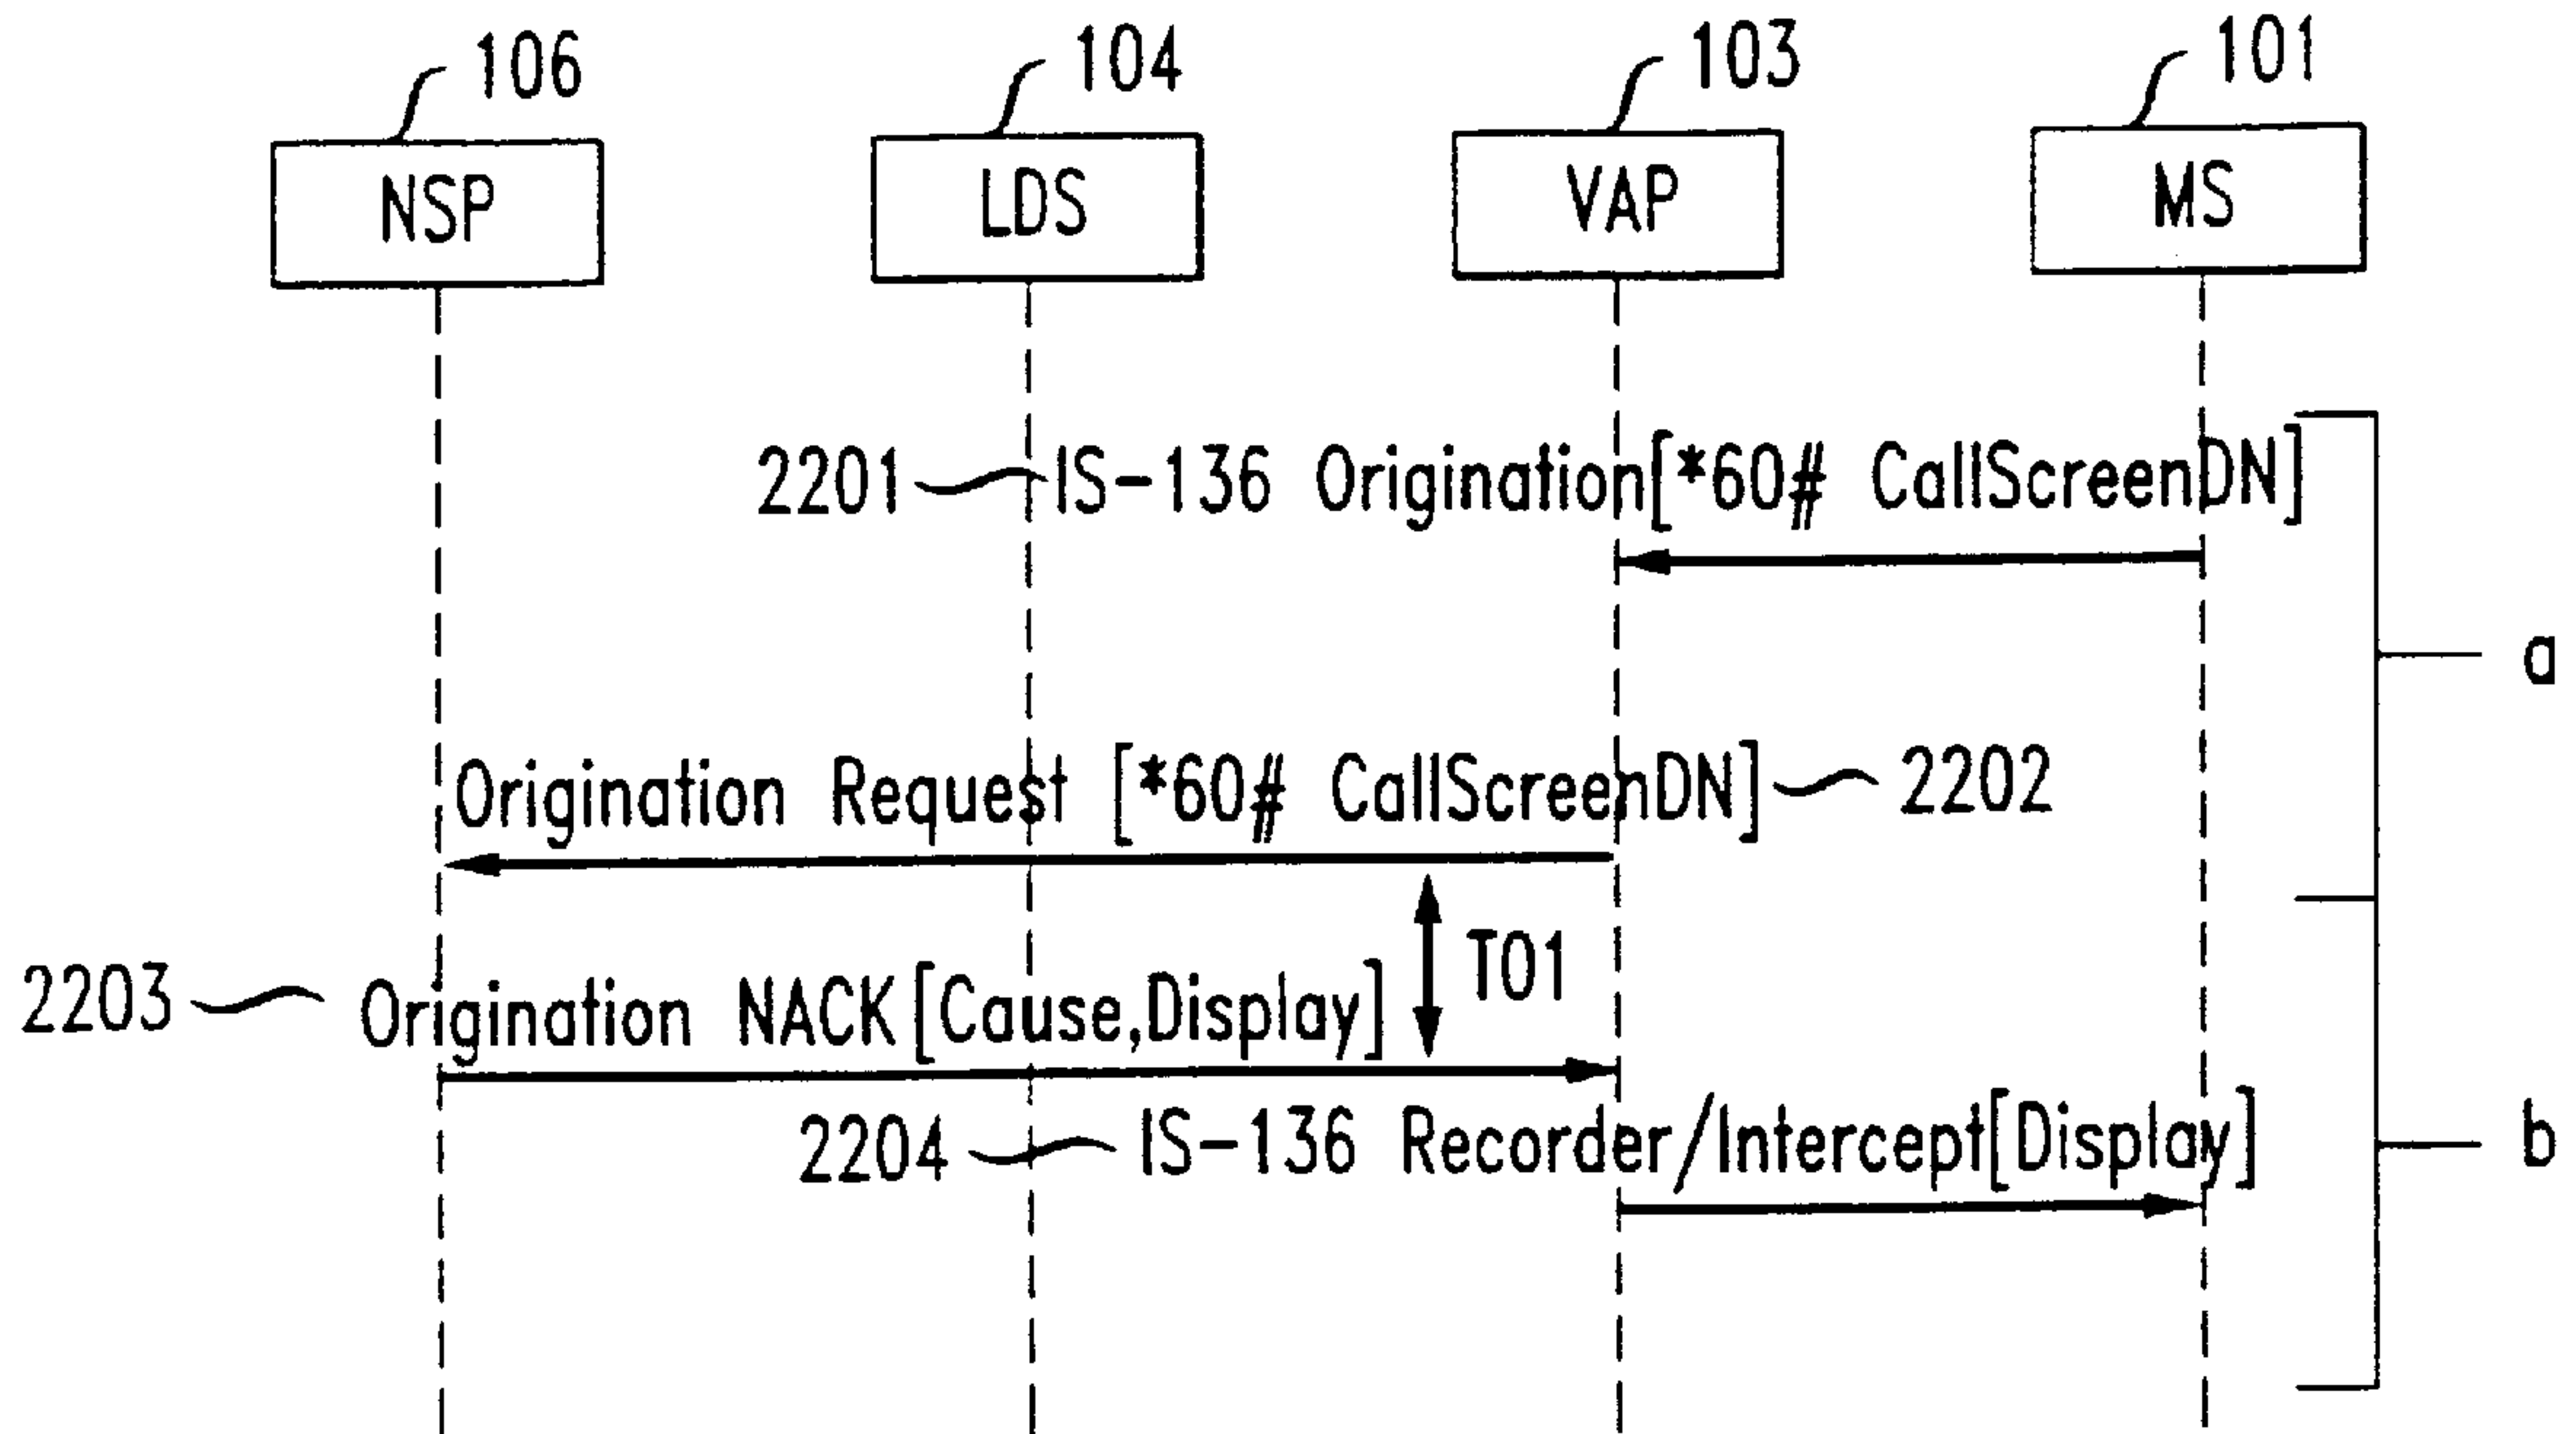 106 104 103 101
NSP LDS VAP MS
2201 IS-136 Origination[*60# CallScreenDN]
a
Origination Request [*60# CallScreenDN] 2202
T01
2203 Origination NACK[Cause,Display]
2204 IS-136 Recorder/Intercept[Display]
b